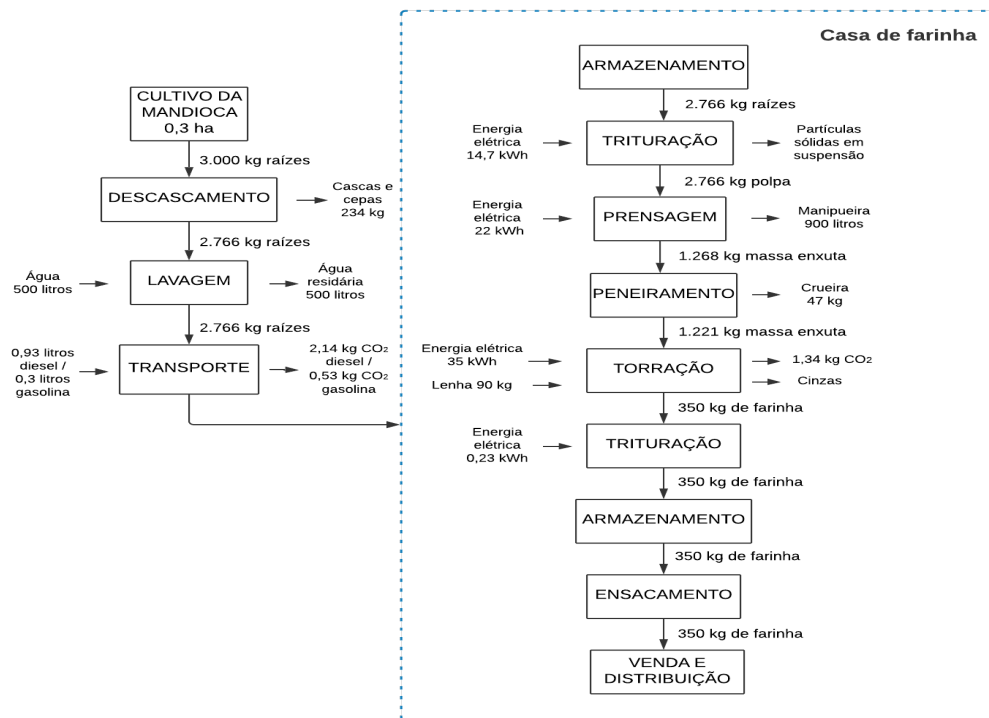 Casa de farinha
CULTIVO DA
MANDIOCA
0,3 ha
3.000 kg raízes
DESCASCAMENTO
Cascas e
cepas
234 kg
2.766 kg raízes
Água
500 litros
LAVAGEM
Água
residária
500 litros
2.766 kg raízes
0,93 litros
diesel /
0,3 litros
gasolina
TRANSPORTE
2,14 kg CO₂
diesel /
0,53 kg CO₂
gasolina
ARMAZENAMENTO
2.766 kg raízes
Energia
elétrica
14,7 kWh
TRITURAÇÃO
Partículas
sólidas em
suspensão
2.766 kg polpa
Energia
elétrica
22 kWh
PRENSAGEM
Manipueira
900 litros
1.268 kg massa enxuta
PENEIRAMENTO
Crueira
47 kg
1.221 kg massa enxuta
Energia elétrica
35 kWh
Lenha 90 kg
TORRAÇÃO
1,34 kg CO₂
Cinzas
350 kg de farinha
Energia
elétrica
0,23 kWh
TRITURAÇÃO
350 kg de farinha
ARMAZENAMENTO
350 kg de farinha
ENSACAMENTO
350 kg de farinha
VENDA E
DISTRIBUIÇÃO